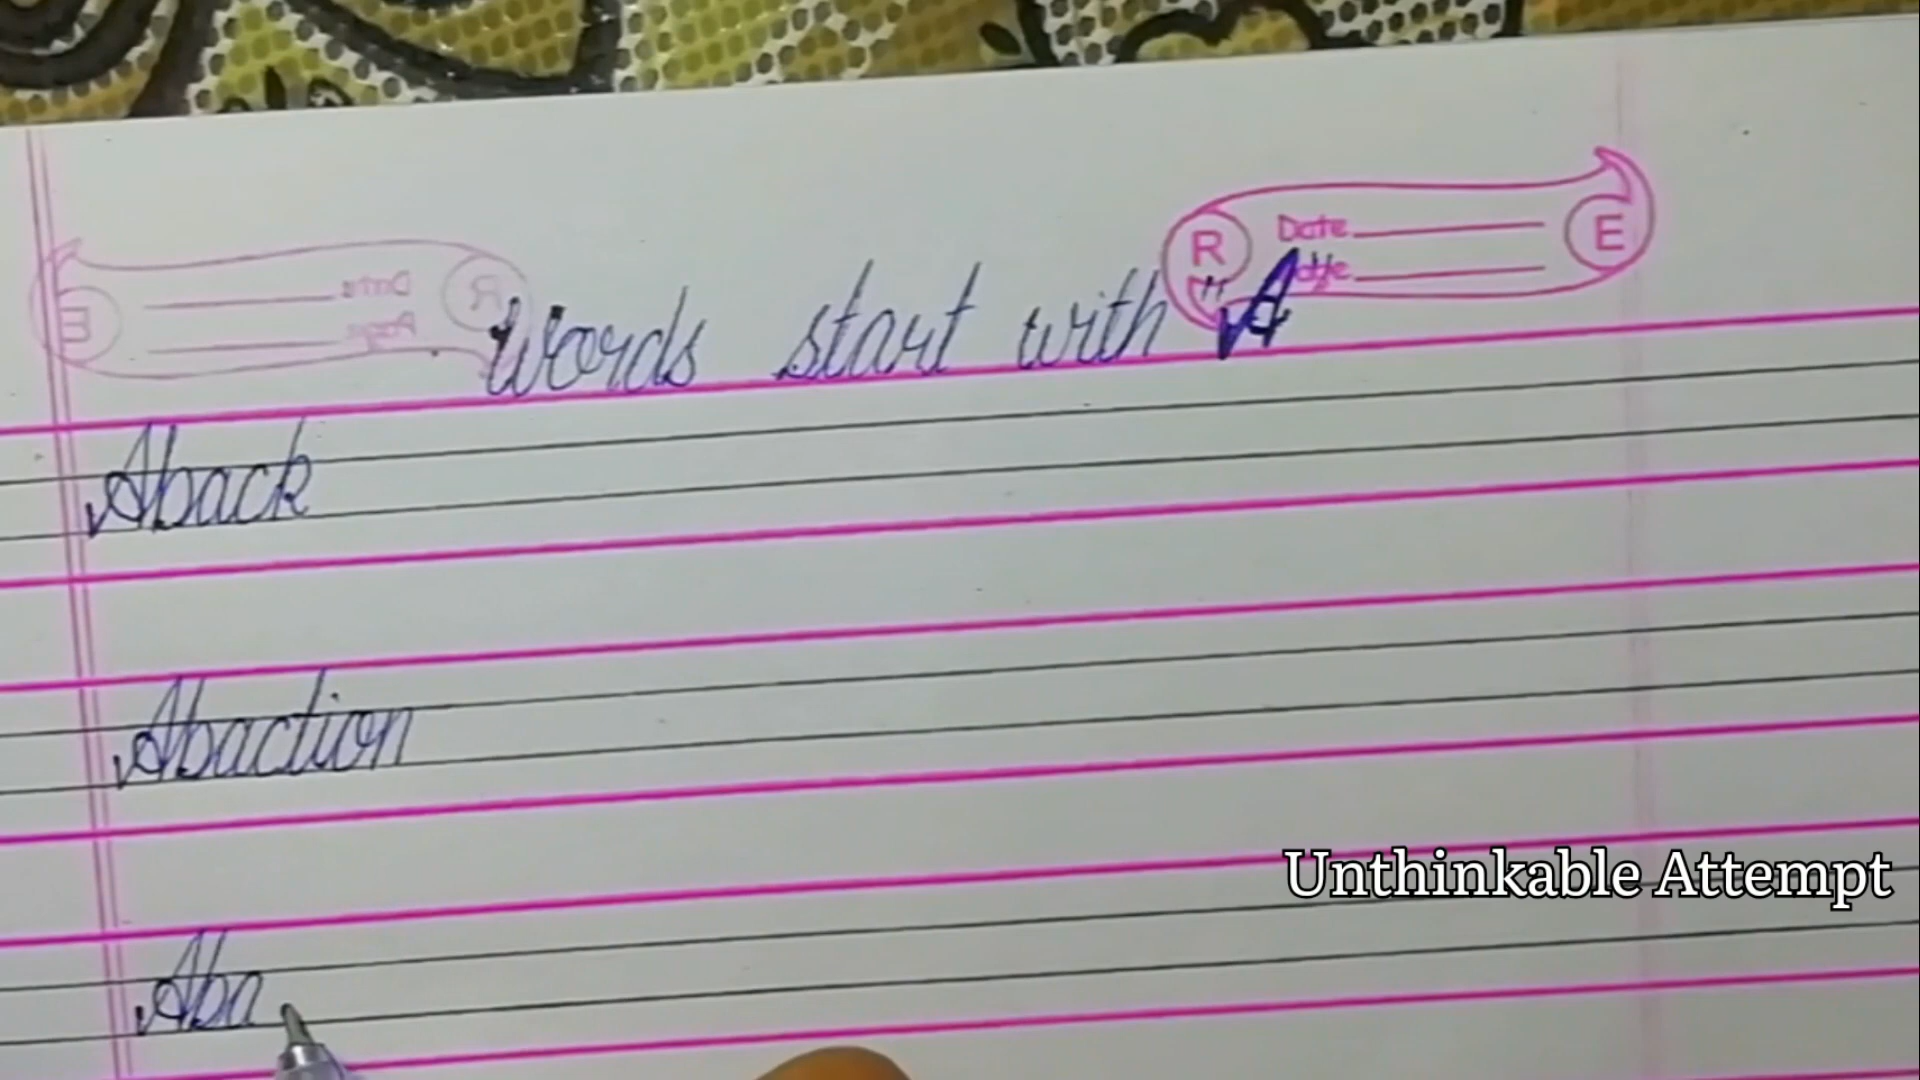 R Date E
Page
Words start with "A"
Aback
Abaction
Unthinkable Attempt
Aba